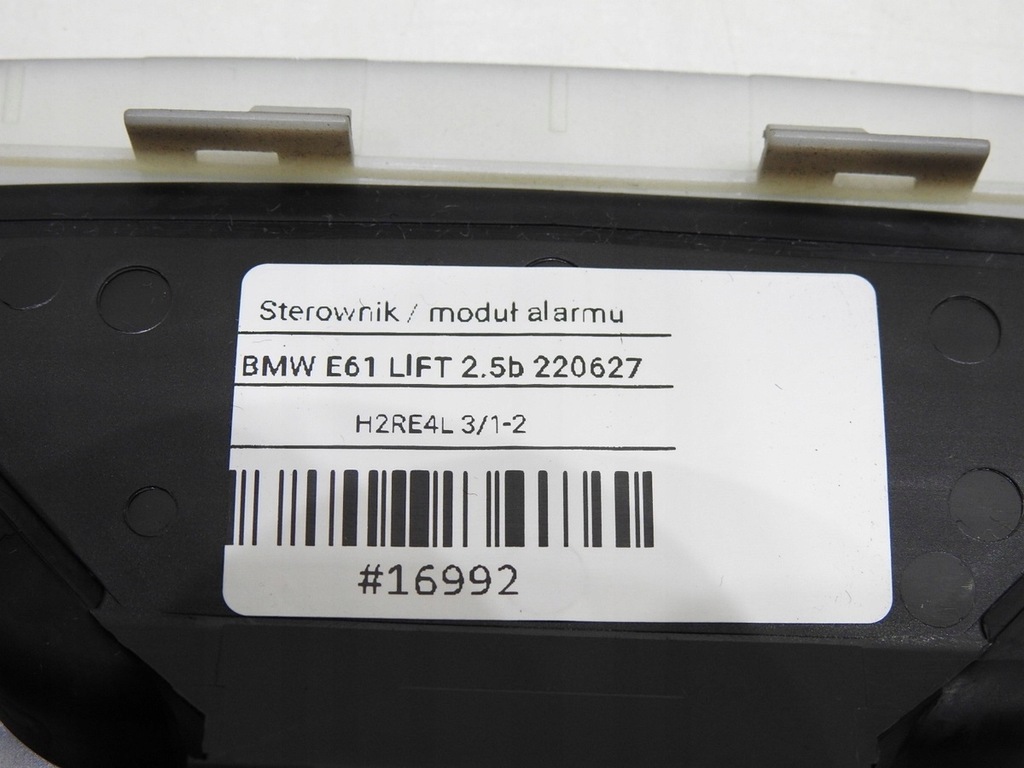 Sterownik / moduł alarmu
BMW E61 LIFT 2.5b 220627
H2RE4L 3/1-2
#16992